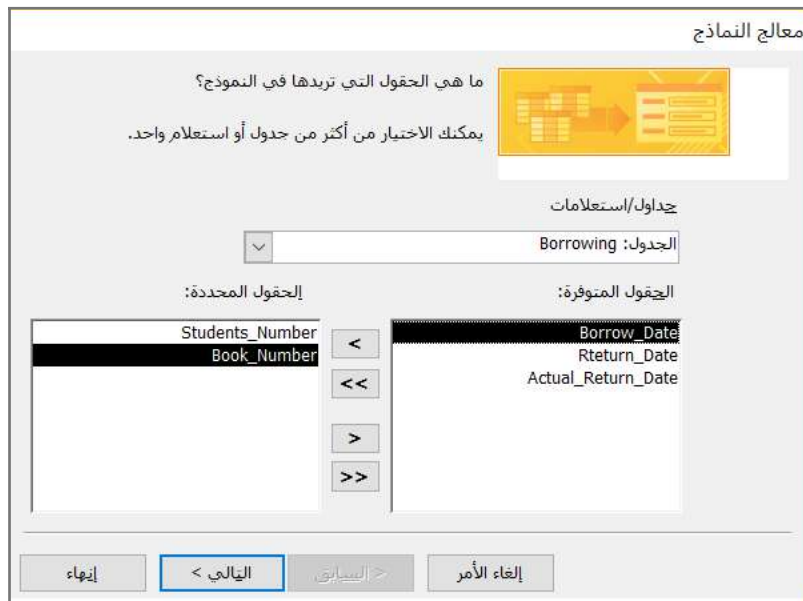 معالج النماذج
ما هي الحقول التي تريدها في النموذج؟
يمكنك الاختيار من أكثر من جدول أو استعلام واحد.
جداول/استعلامات
الجدول: Borrowing
الحقول المتوفرة:
الحقول المحددة:
Borrow_Date
Rteturn_Date
Actual_Return_Date
<
<<
>
>>
Students_Number
Book_Number
إلغاء الأمر
< السابق
التالي >
إنهاء